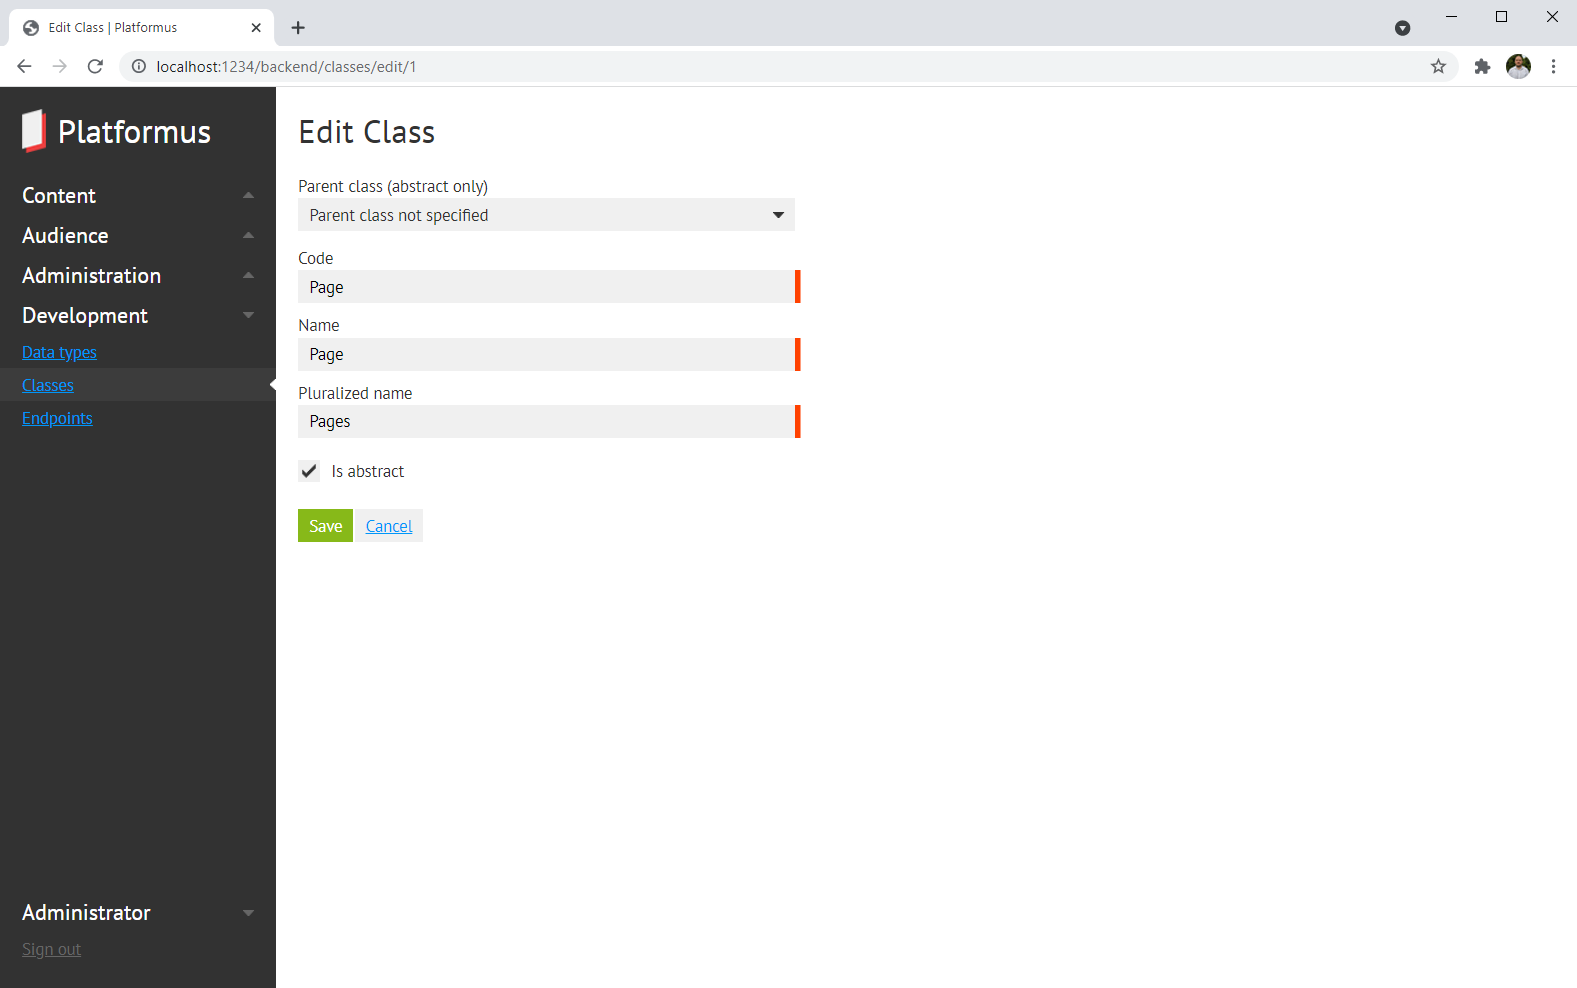 Edit Class | Platformus
localhost:1234/backend/classes/edit/1
Platformus
Content
Audience
Administration
Development
Data types
Classes
Endpoints
Administrator
Sign out
Edit Class
Parent class (abstract only)
Parent class not specified
Code
Page
Name
Page
Pluralized name
Pages
Is abstract
Save Cancel